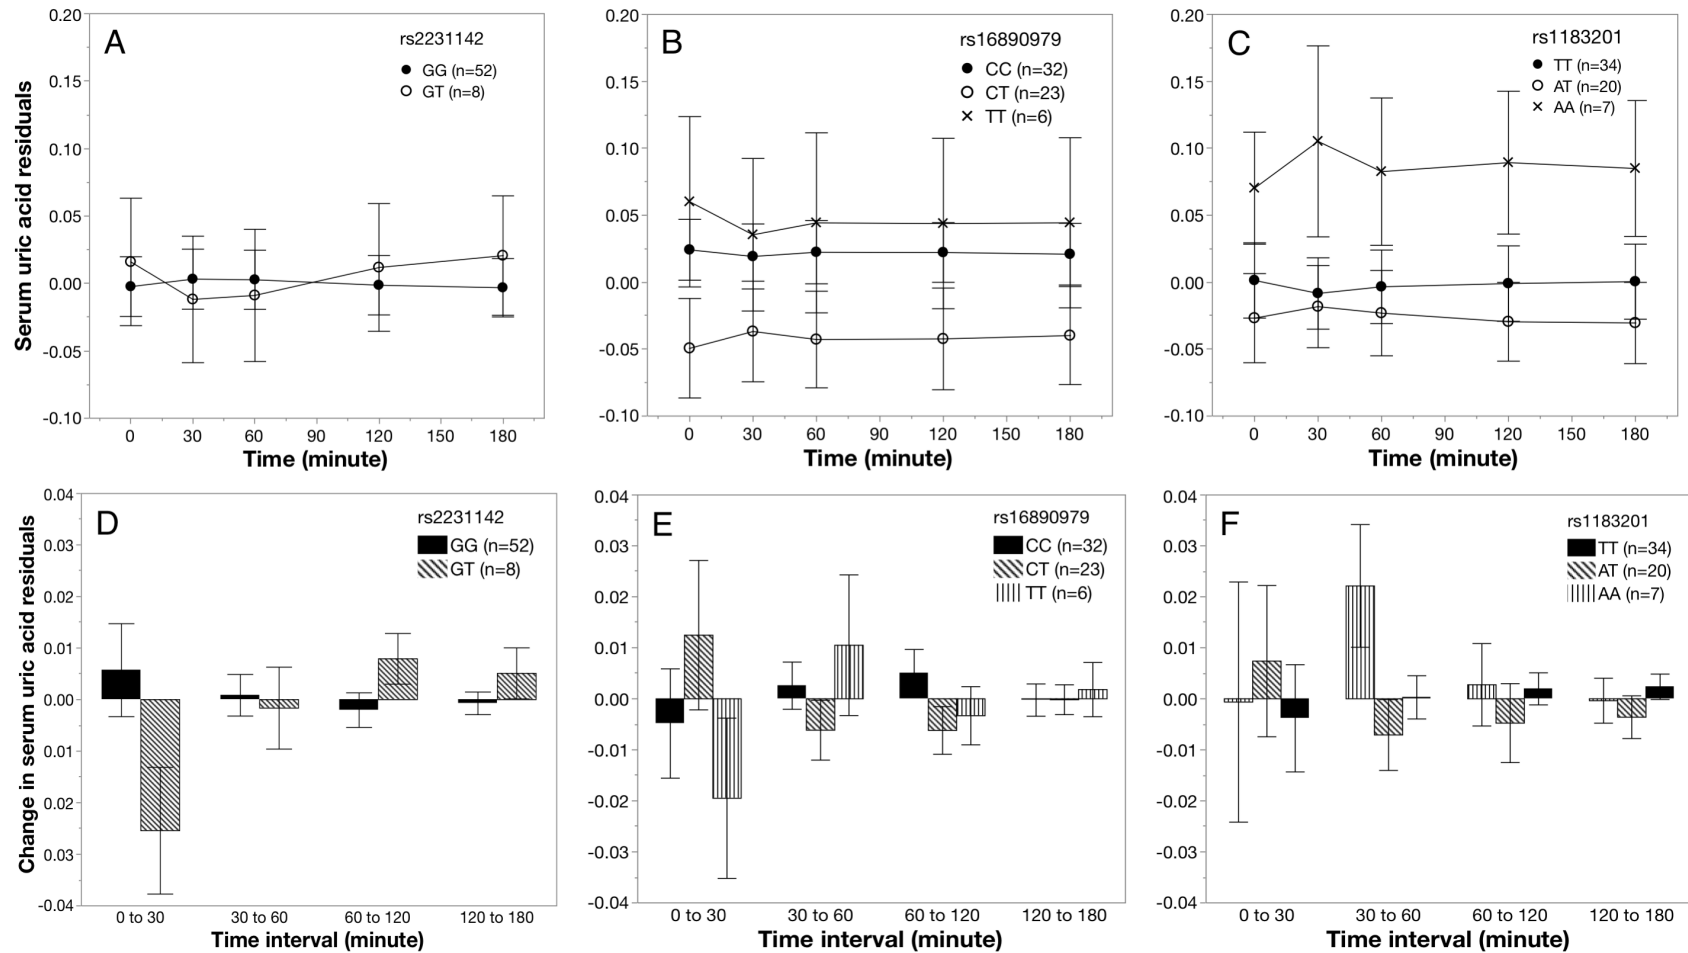 A
rs2231142
GG (n=52)
GT (n=8)
0.20
0.15
0.10
0.05
0.00
-0.05
-0.10
Serum uric acid residuals
0 30 60 90 120 150 180
Time (minute)
B
rs16890979
CC (n=32)
CT (n=23)
TT (n=6)
0.20
0.15
0.10
0.05
0.00
-0.05
-0.10
0 30 60 90 120 150 180
Time (minute)
C
rs1183201
TT (n=34)
AT (n=20)
AA (n=7)
0.20
0.15
0.10
0.05
0.00
-0.05
-0.10
0 30 60 90 120 150 180
Time (minute)
D
rs2231142
GG (n=52)
GT (n=8)
0.04
0.03
0.02
0.01
0.00
0.01
0.02
0.03
-0.04
Change in serum uric acid residuals
0 to 30 30 to 60 60 to 120 120 to 180
Time interval (minute)
E
rs16890979
CC (n=32)
CT (n=23)
TT (n=6)
0.04
0.03
0.02
0.01
0.00
-0.01
-0.02
-0.03
-0.04
0 to 30 30 to 60 60 to 120 120 to 180
Time interval (minute)
F
rs1183201
TT (n=34)
AT (n=20)
AA (n=7)
0.04
0.03
0.02
0.01
0.00
-0.01
-0.02
-0.03
-0.04
0 to 30 30 to 60 60 to 120 120 to 180
Time interval (minute)